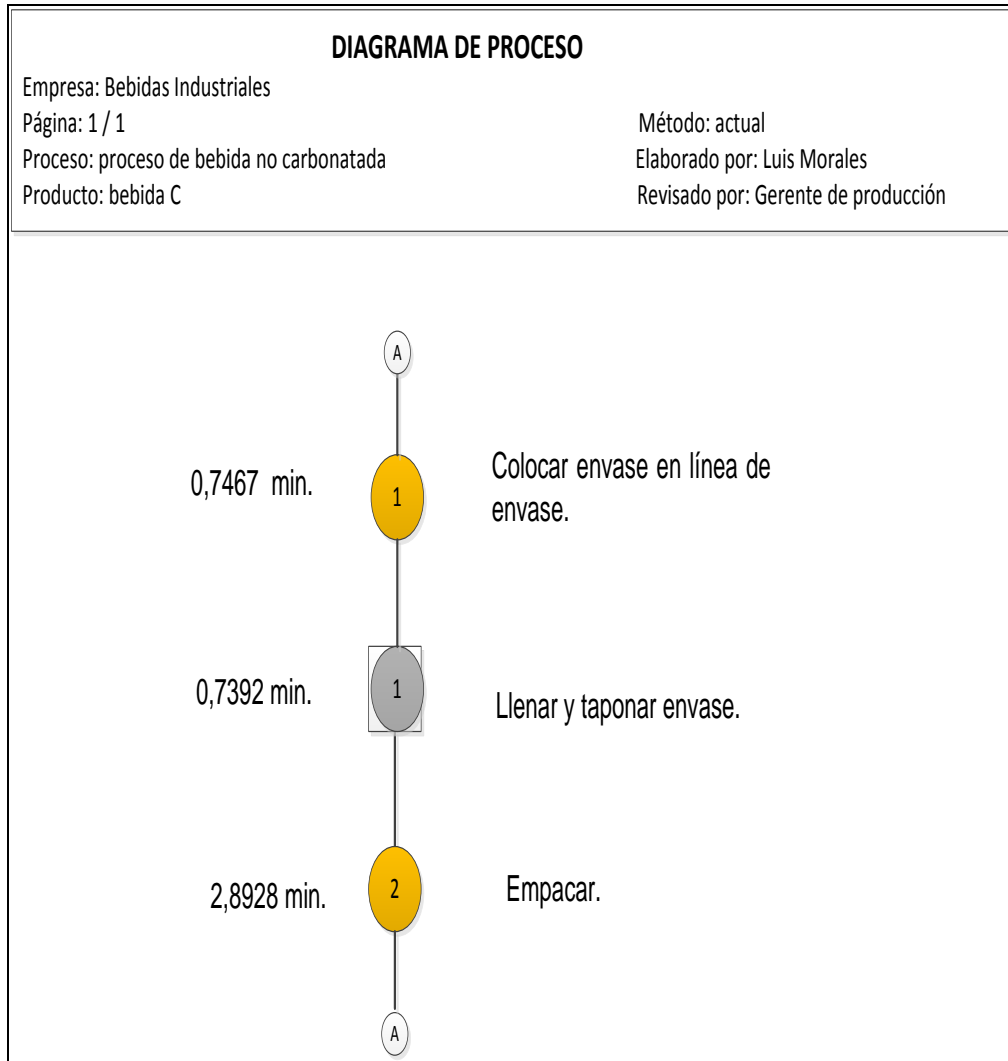 DIAGRAMA DE PROCESO
Empresa: Bebidas Industriales
Página: 1 / 1
Método: actual
Proceso: proceso de bebida no carbonatada
Elaborado por: Luis Morales
Producto: bebida C
Revisado por: Gerente de producción
A
0,7467 min.
1
Colocar envase en línea de
envase.
0,7392 min.
1
Llenar y taponar envase.
2,8928 min.
2
Empacar.
A